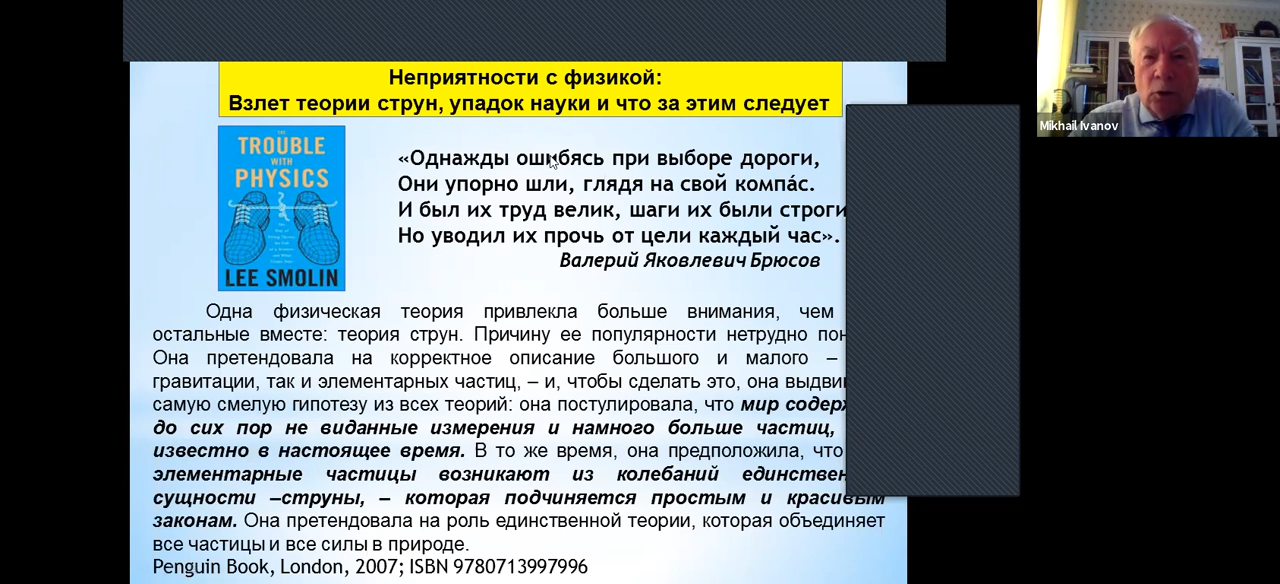 Неприятности с физикой:
Взлет теории струн, упадок науки и что за этим следует
THE
TROUBLE
WITH
PHYSICS
LEE SMOLIN
«Однажды ошибясь при выборе дороги,
Они упорно шли, глядя на свой компа́с.
И был их труд велик, шаги их были строги
Но уводил их прочь от цели каждый час».
Валерий Яковлевич Брюсов
Одна физическая теория привлекла больше внимания, чем
остальные вместе: теория струн. Причину ее популярности нетрудно
Она претендовала на корректное описание большого и малого –
гравитации, так и элементарных частиц, – и, чтобы сделать это, она
самую смелую гипотезу из всех теорий: она постулировала, что мир
до сих пор не виданные измерения и намного больше частиц,
известно в настоящее время. В то же время, она предположила, что
элементарные частицы возникают из колебаний
сущности –струны, – которая подчиняется простым и красивым
законам. Она претендовала на роль единственной теории, которая объединяет
все частицы и все силы в природе.
Penguin Book, London, 2007; ISBN 9780713997996
Mikhail Ivanov